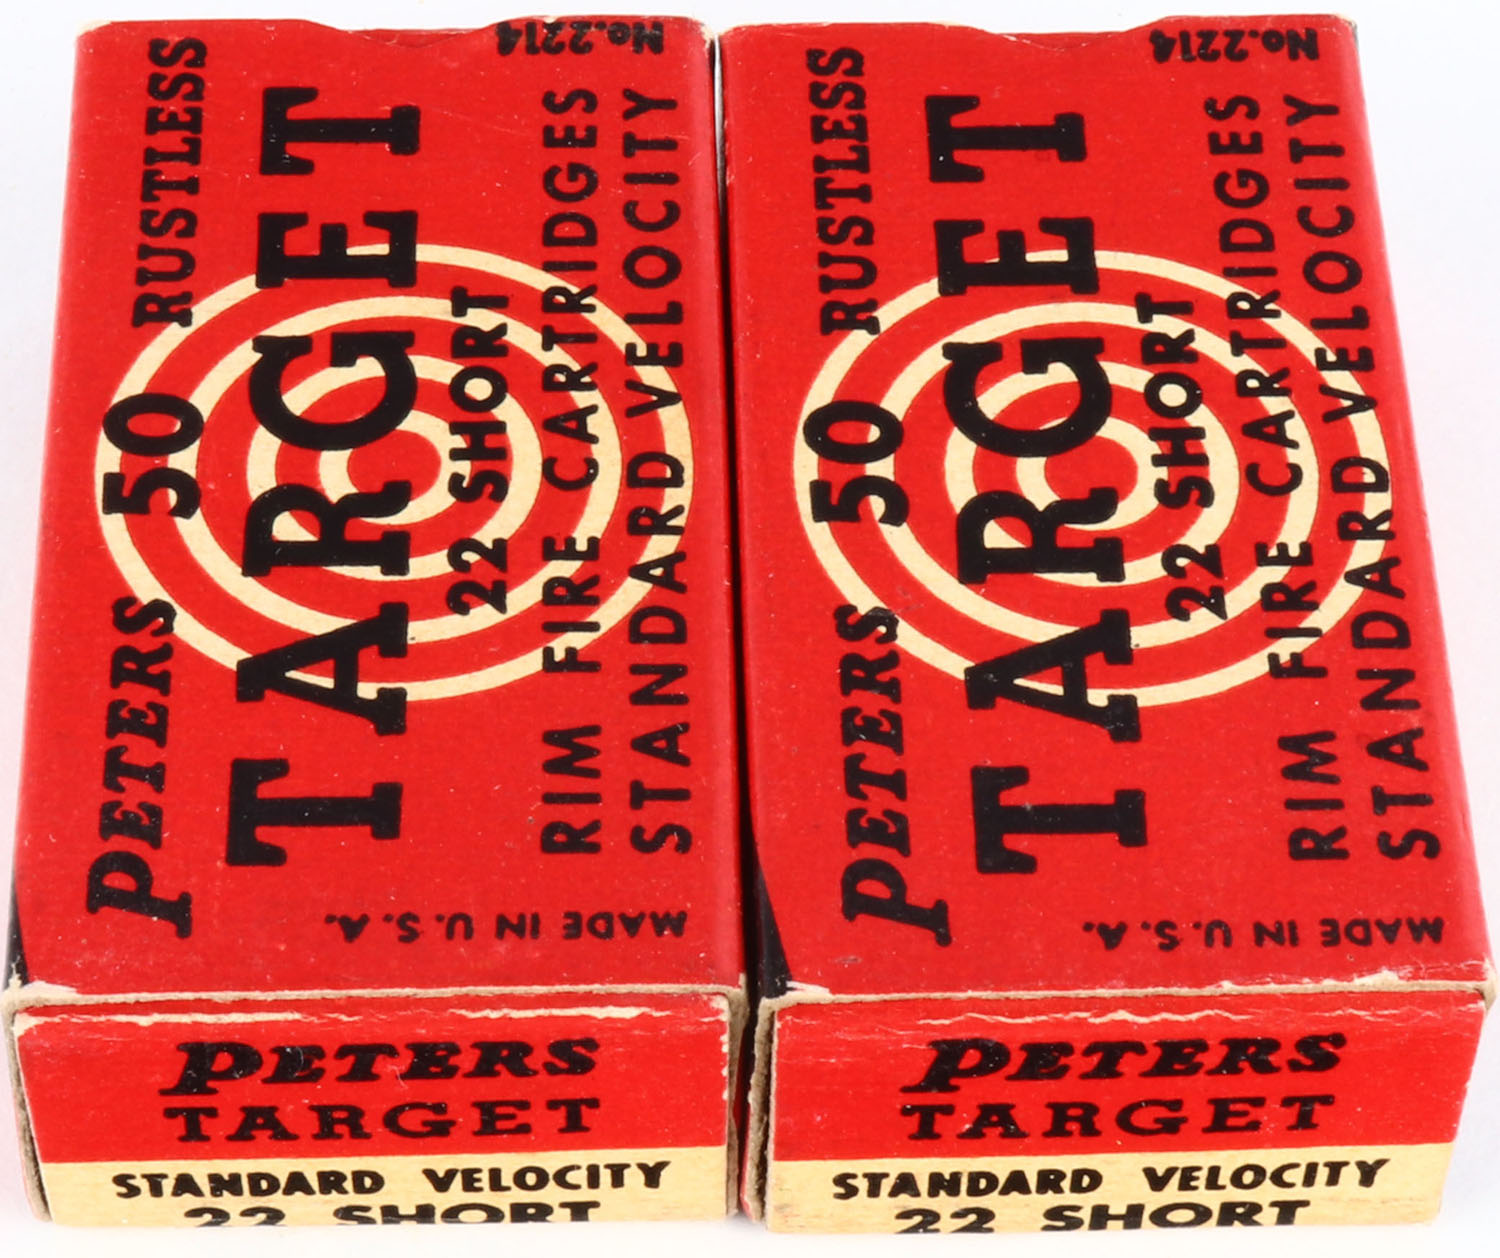 No.2214
PETERS 50 RUSTLESS
TARGET
22 SHORT
RIM FIRE CARTRIDGES
STANDARD VELOCITY
MADE IN U.S.A.
PETERS
TARGET
STANDARD VELOCITY
22 SHORT
No.2214
PETERS 50 RUSTLESS
TARGET
22 SHORT
RIM FIRE CARTRIDGES
STANDARD VELOCITY
MADE IN U.S.A.
PETERS
TARGET
STANDARD VELOCITY
22 SHORT